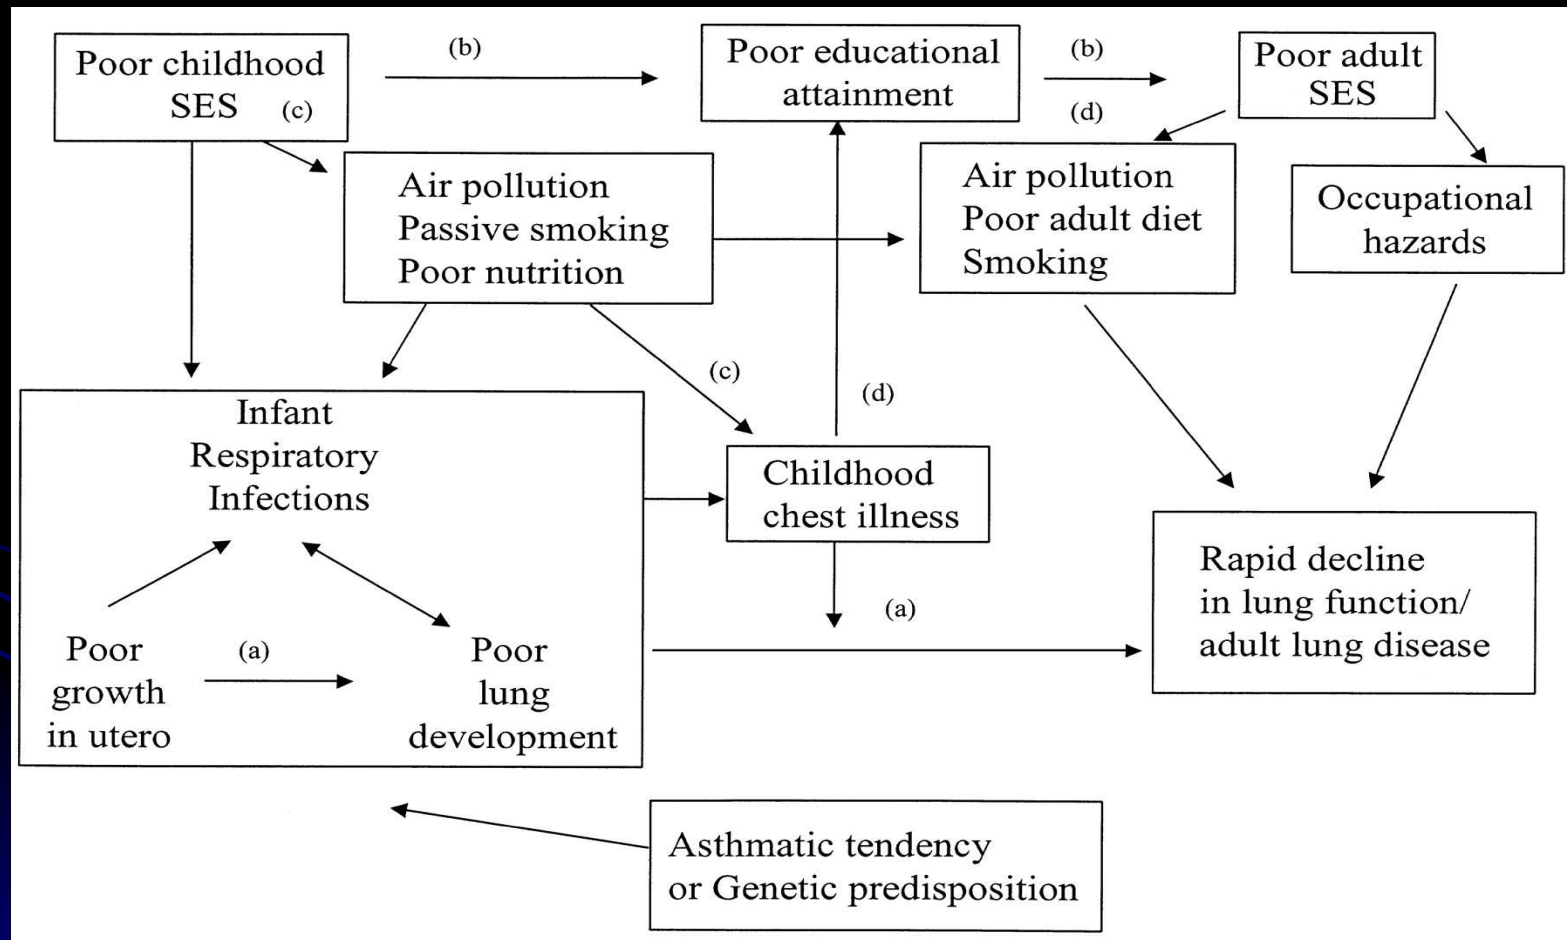 Poor childhood
SES
(c)
(b)
Poor educational
attainment
(b)
Poor adult
SES
(d)
Air pollution
Passive smoking
Poor nutrition
Air pollution
Poor adult diet
Smoking
Occupational
hazards
(c)
(d)
Infant
Respiratory
Infections
Childhood
chest illness
(a)
Rapid decline
in lung function/
adult lung disease
Poor
growth
in utero
(a)
Poor
lung
development
Asthmatic tendency
or Genetic predisposition